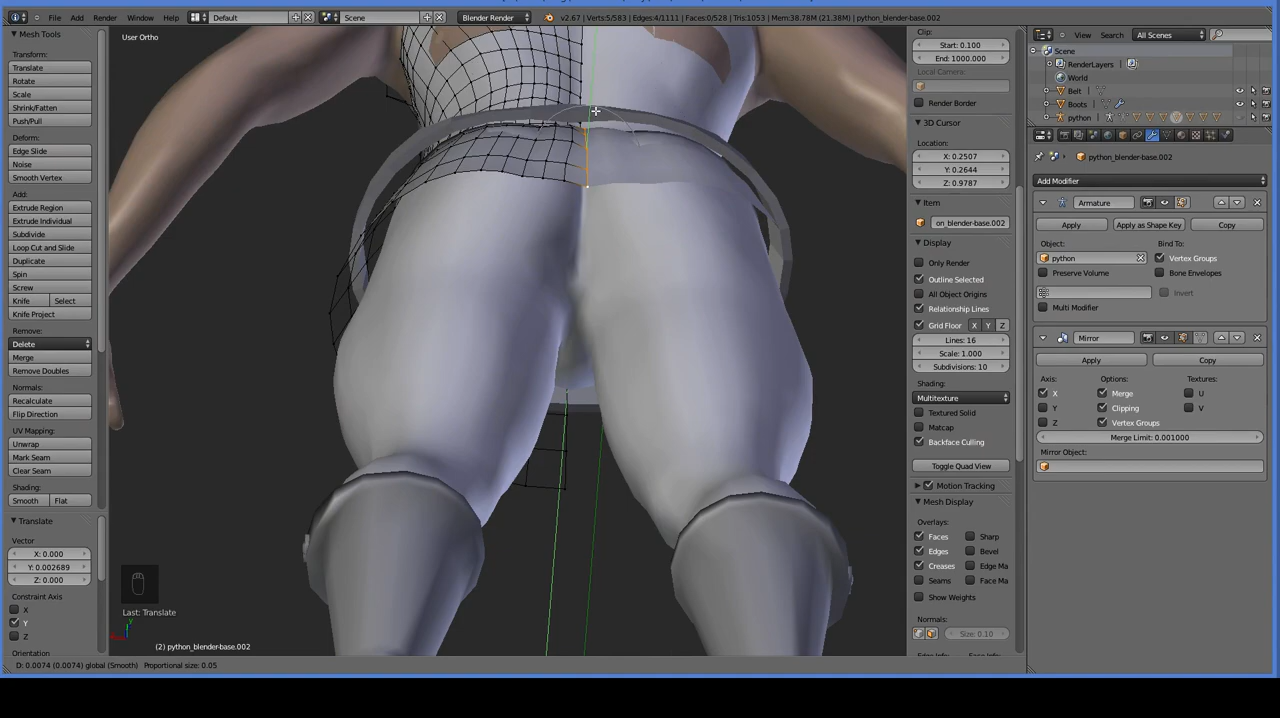 File Add Render Window Help Default Scene Blender Render v2.67 | Verts:5/583 | Edges:4/1111 | Faces:0/528 | Tris:1053 | Mem:38.78M (21.38M) | python_blender-base.002
Mesh Tools
Transform:
Translate
Rotate
Scale
Shrink/Fatten
Push/Pull
Deform:
Edge Slide
Noise
Smooth Vertex
Add:
Extrude Region
Extrude Individual
Subdivide
Loop Cut and Slide
Duplicate
Spin
Screw
Knife Select
Knife Project
Remove:
Delete
Merge
Remove Doubles
Normals:
Recalculate
Flip Direction
UV Mapping:
Unwrap
Mark Seam
Clear Seam
Shading:
Smooth Flat
Translate
Vector
X: 0.000
Y: 0.002689
Z: 0.000
Constraint Axis
X
Y
Z
Orientation
User Ortho
Last: Translate
(2) python_blender-base.002
D: 0.0074 (0.0074) global (Smooth) Proportional size: 0.05
Clip:
Start: 0.100
End: 1000.000
Local Camera:
Render Border
3D Cursor
Location:
X: 0.2507
Y: 0.2644
Z: 0.9787
Item
on_blender-base.002
Display
Only Render
Outline Selected
All Object Origins
Relationship Lines
Grid Floor X Y Z
Lines: 16
Scale: 1.000
Subdivisions: 10
Shading:
Multitexture
Textured Solid
Matcap
Backface Culling
Toggle Quad View
Motion Tracking
Mesh Display
Overlays:
Faces Sharp
Edges Bevel
Creases Edge Ma
Seams Face Ma
Show Weights
Normals:
Size: 0.10
View Search All Scenes
Scene
RenderLayers
World
Belt
Boots
python
python_blender-base.002
Add Modifier
Armature
Apply Apply as Shape Key Copy
Object: Bind To:
python Vertex Groups
Preserve Volume Bone Envelopes
Invert
Multi Modifier
Mirror
Apply Copy
Axis: Options: Textures:
X Merge U
Y Clipping V
Z Vertex Groups
Merge Limit: 0.001000
Mirror Object: